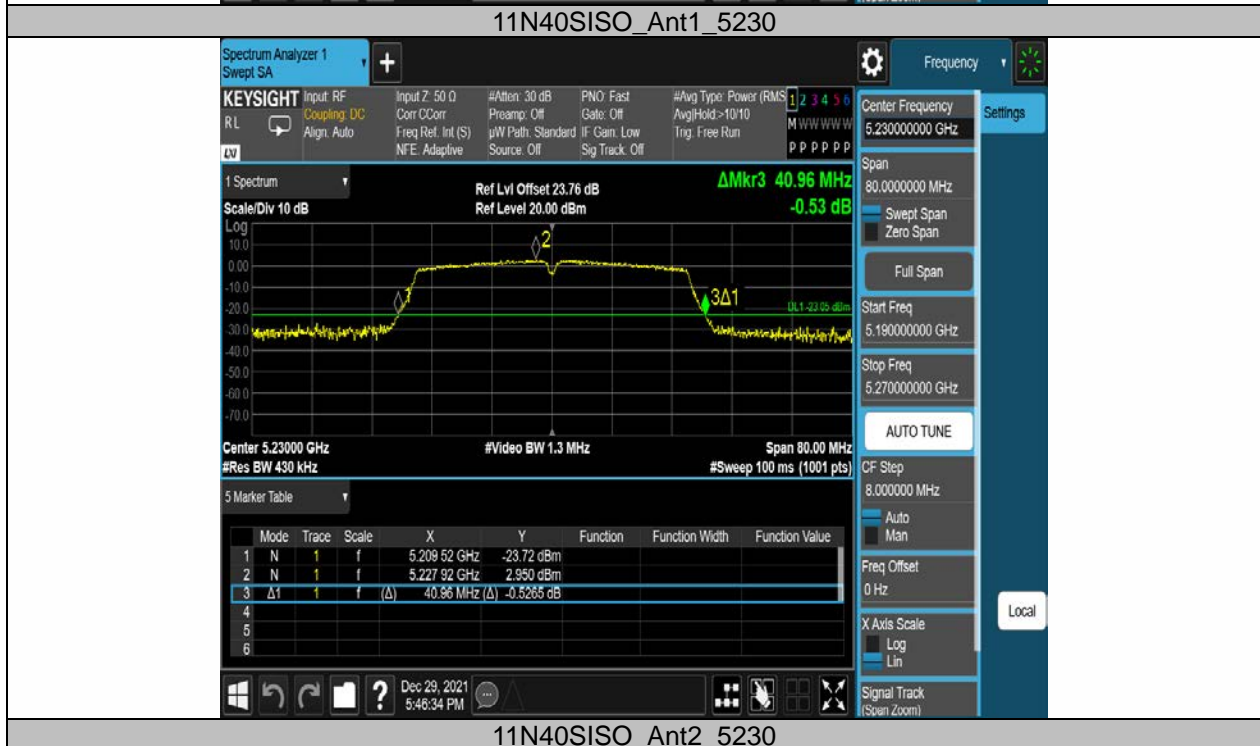 11N40SISO_Ant1_5230
Spectrum Analyzer 1
Swept SA
Frequency
KEYSIGHT
RL
LXI
Input: RF
Coupling: DC
Align: Auto
Input Z: 50 Ω
Corr CCorr
Freq Ref: Int (S)
NFE: Adaptive
#Atten: 30 dB
Preamp: Off
µW Path: Standard
Source: Off
PNO: Fast
Gate: Off
IF Gain: Low
Sig Track: Off
#Avg Type: Power (RMS
Avg|Hold:>10/10
Trig: Free Run
1 2 3 4 5 6
M W W W W W
P P P P P P
1 Spectrum
Scale/Div 10 dB
Ref Lvl Offset 23.76 dB
Ref Level 20.00 dBm
ΔMkr3 40.96 MHz
-0.53 dB
Log
10.0
0.00
-10.0
-20.0
-30.0
-40.0
-50.0
-60.0
-70.0
1
2
3Δ1
DL1 -23.05 dBm
Center 5.23000 GHz
#Res BW 430 kHz
#Video BW 1.3 MHz
Span 80.00 MHz
#Sweep 100 ms (1001 pts)
5 Marker Table
Mode Trace Scale X Y Function Function Width Function Value
1 N 1 f 5.209 52 GHz -23.72 dBm
2 N 1 f 5.227 92 GHz 2.950 dBm
3 Δ1 1 f (Δ) 40.96 MHz (Δ) -0.5265 dB
4
5
6
Dec 29, 2021
5:46:34 PM
Center Frequency
5.230000000 GHz
Settings
Span
80.0000000 MHz
Swept Span
Zero Span
Full Span
Start Freq
5.190000000 GHz
Stop Freq
5.270000000 GHz
AUTO TUNE
CF Step
8.000000 MHz
Auto
Man
Freq Offset
0 Hz
X Axis Scale
Log
Lin
Local
Signal Track
(Span Zoom)
11N40SISO_Ant2_5230